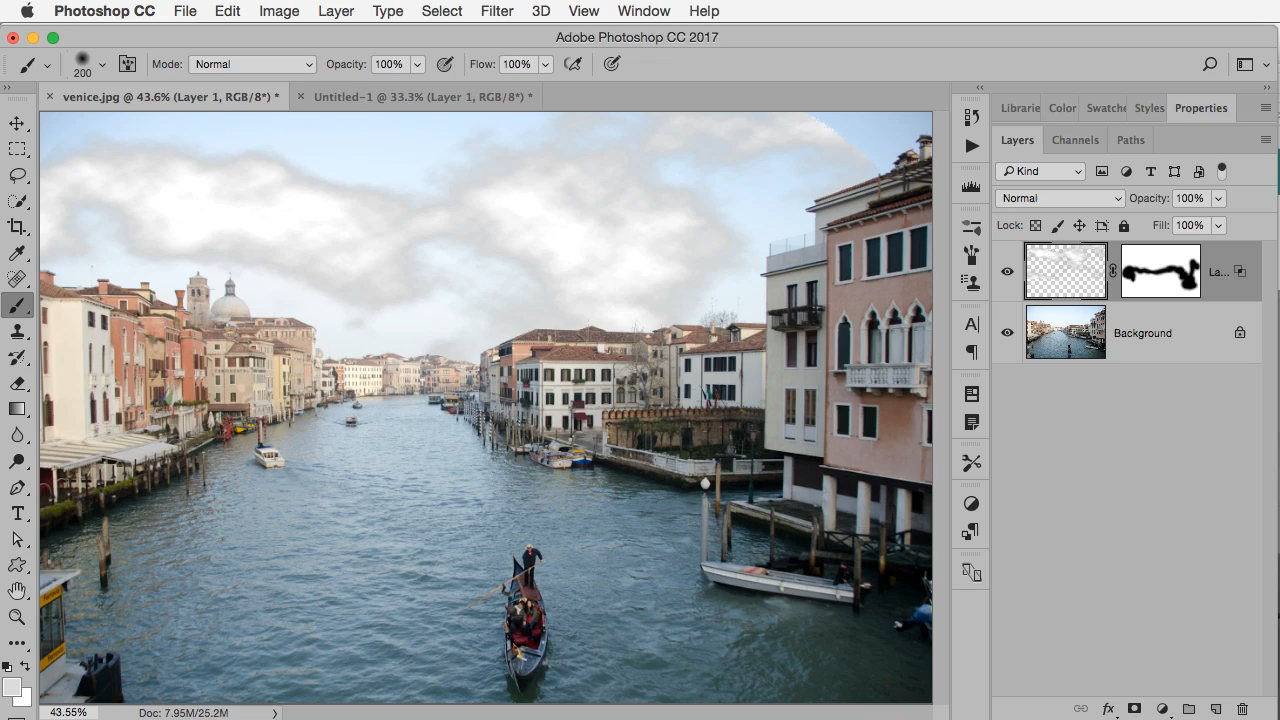 Photoshop CC File Edit Image Layer Type Select Filter 3D View Window Help
Adobe Photoshop CC 2017
200 Mode: Normal Opacity: 100% Flow: 100%
venice.jpg @ 43.6% (Layer 1, RGB/8*) * Untitled-1 @ 33.3% (Layer 1, RGB/8*) *
Librarie Color Swatche Styles Properties
Layers Channels Paths
Kind
Normal Opacity: 100%
Lock: Fill: 100%
La...
Background
43.55% Doc: 7.95M/25.2M